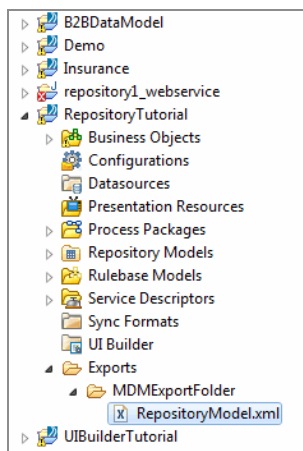 B2BDataModel
Demo
Insurance
repository1_webservice
RepositoryTutorial
Business Objects
Configurations
Datasources
Presentation Resources
Process Packages
Repository Models
Rulebase Models
Service Descriptors
Sync Formats
UI Builder
Exports
MDMExportFolder
RepositoryModel.xml
UIBuilderTutorial